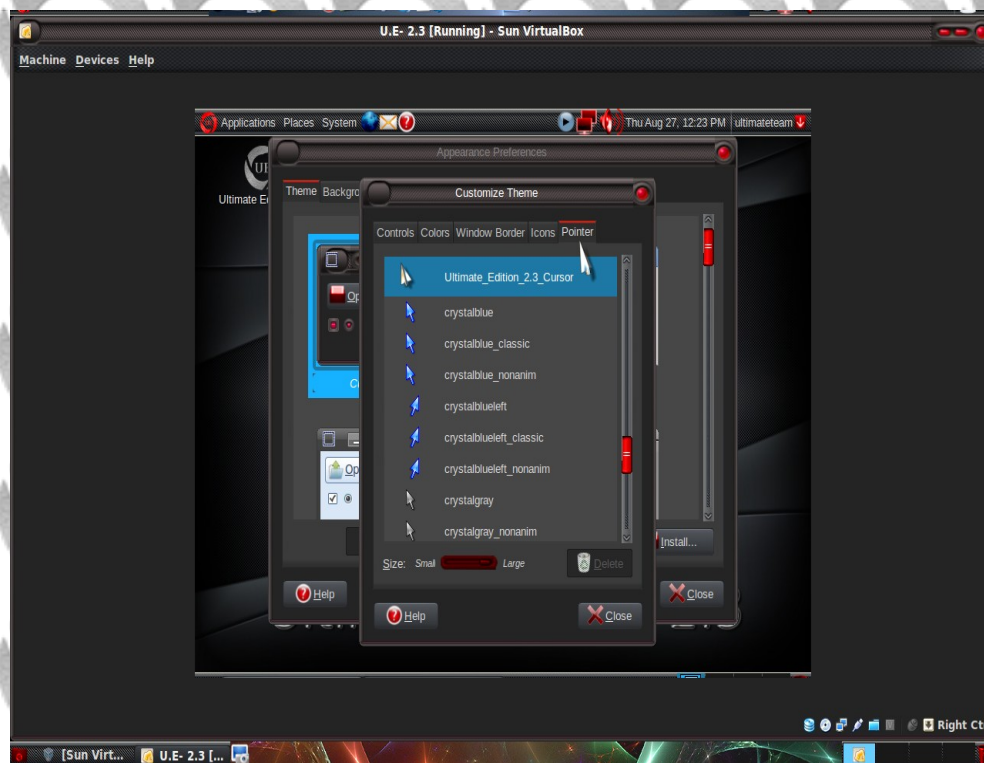 U.E- 2.3 [Running] - Sun VirtualBox
Machine Devices Help
Applications Places System Thu Aug 27, 12:23 PM ultimateteam
Appearance Preferences
Ultimate
Theme
Customize Theme
Controls Colors Window Border Icons Pointer
Ultimate_Edition_2.3_Cursor
crystalblue
crystalblue_classic
crystalblue_nonanim
crystalblueleft
crystalblueleft_classic
crystalblueleft_nonanim
crystalgray
crystalgray_nonanim
Install...
Size: Small Large Delete
Help Close
Help Close
Right
[Sun Virt... U.E- 2.3 [...